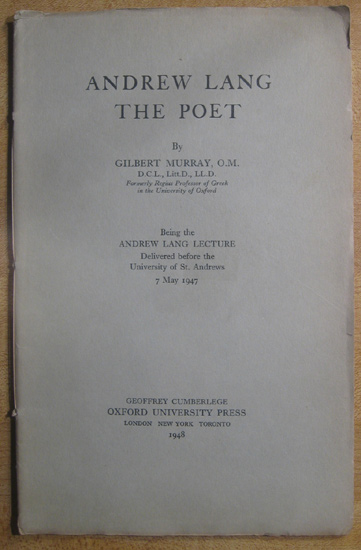 ANDREW LANG
THE POET
By
GILBERT MURRAY, O.M.
D.C.L., Litt.D., LL.D.
Formerly Regius Professor of Greek
in the University of Oxford
Being the
ANDREW LANG LECTURE
Delivered before the
University of St. Andrews
7 May 1947
GEOFFREY CUMBERLEGE
OXFORD UNIVERSITY PRESS
LONDON NEW YORK TORONTO
1948